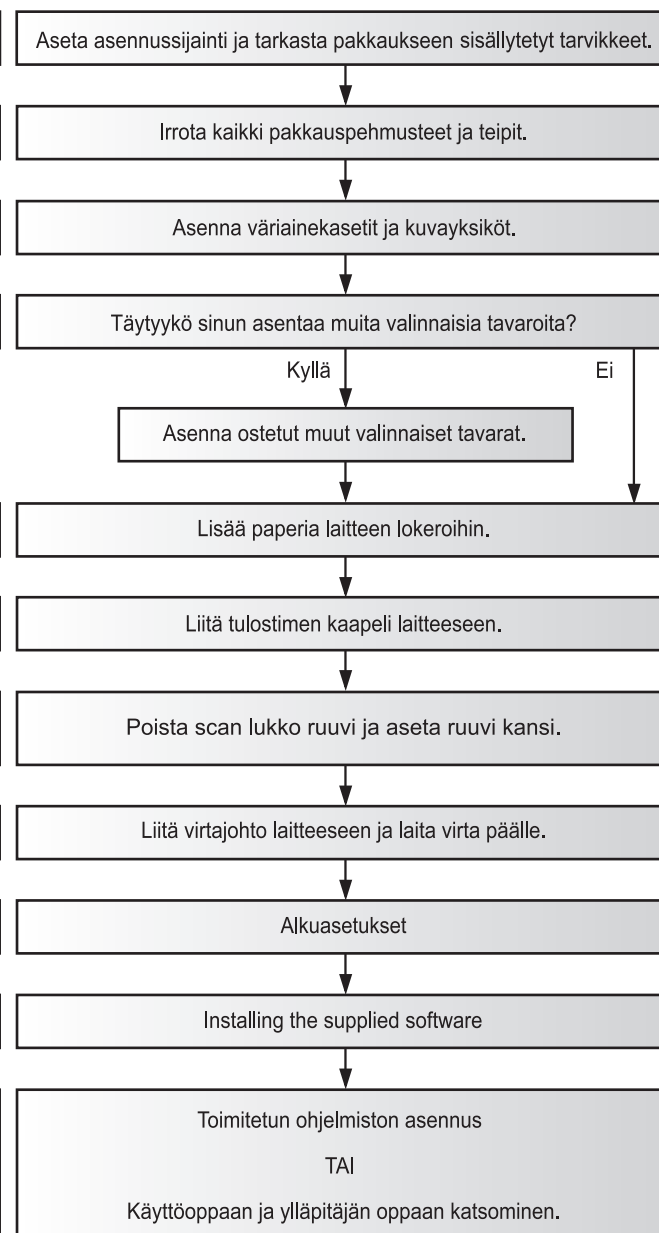 Aseta asennussijainti ja tarkasta pakkaukseen sisällytetyt tarvikkeet.
Irrota kaikki pakkauspehmusteet ja teipit.
Asenna väriainekasetit ja kuvayksiköt.
Täytyykö sinun asentaa muita valinnaisia tavaroita?
Kyllä
Ei
Asenna ostetut muut valinnaiset tavarat.
Lisää paperia laitteen lokeroihin.
Liitä tulostimen kaapeli laitteeseen.
Poista scan lukko ruuvi ja aseta ruuvi kansi.
Liitä virtajohto laitteeseen ja laita virta päälle.
Alkuasetukset
Installing the supplied software
Toimitetun ohjelmiston asennus
TAI
Käyttöoppaan ja ylläpitäjän oppaan katsominen.